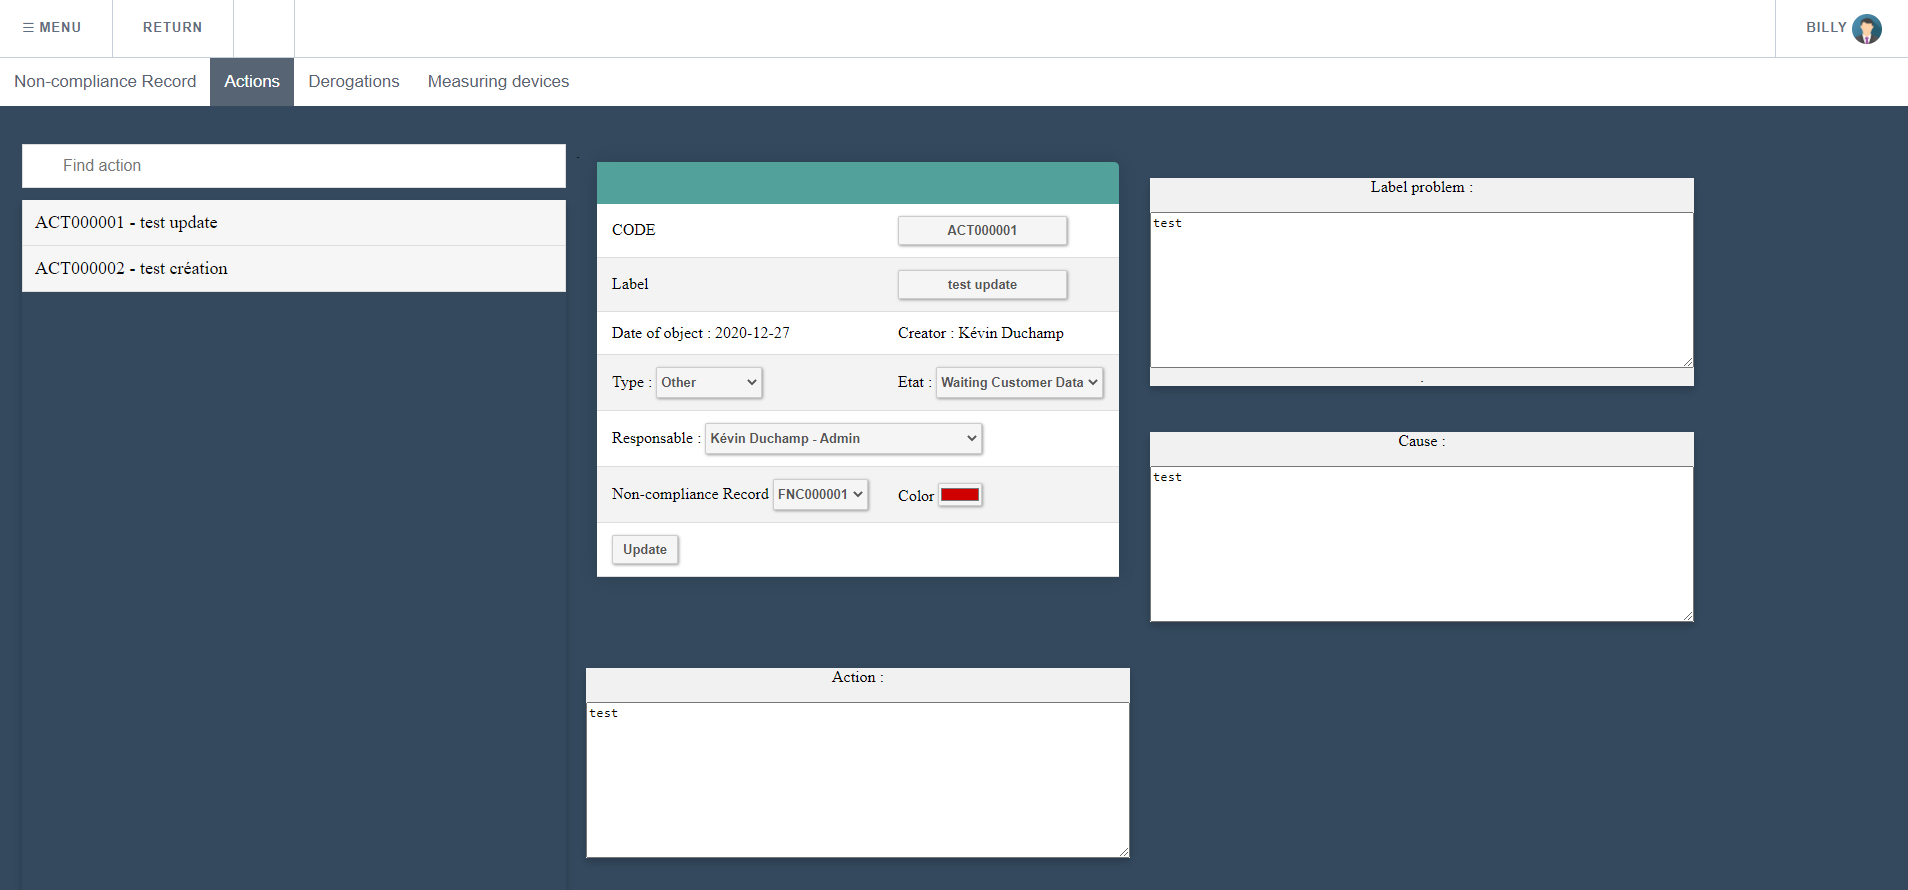 ☰ MENU
RETURN
BILLY
Non-compliance Record
Actions
Derogations
Measuring devices
Find action
ACT000001 - test update
ACT000002 - test création
.
CODE
ACT000001
Label
test update
Date of object : 2020-12-27
Creator : Kévin Duchamp
Type : Other
Etat : Waiting Customer Data
Responsable : Kévin Duchamp - Admin
Non-compliance Record FNC000001
Color
Update
Label problem :
test
.
Cause :
test
Action :
test